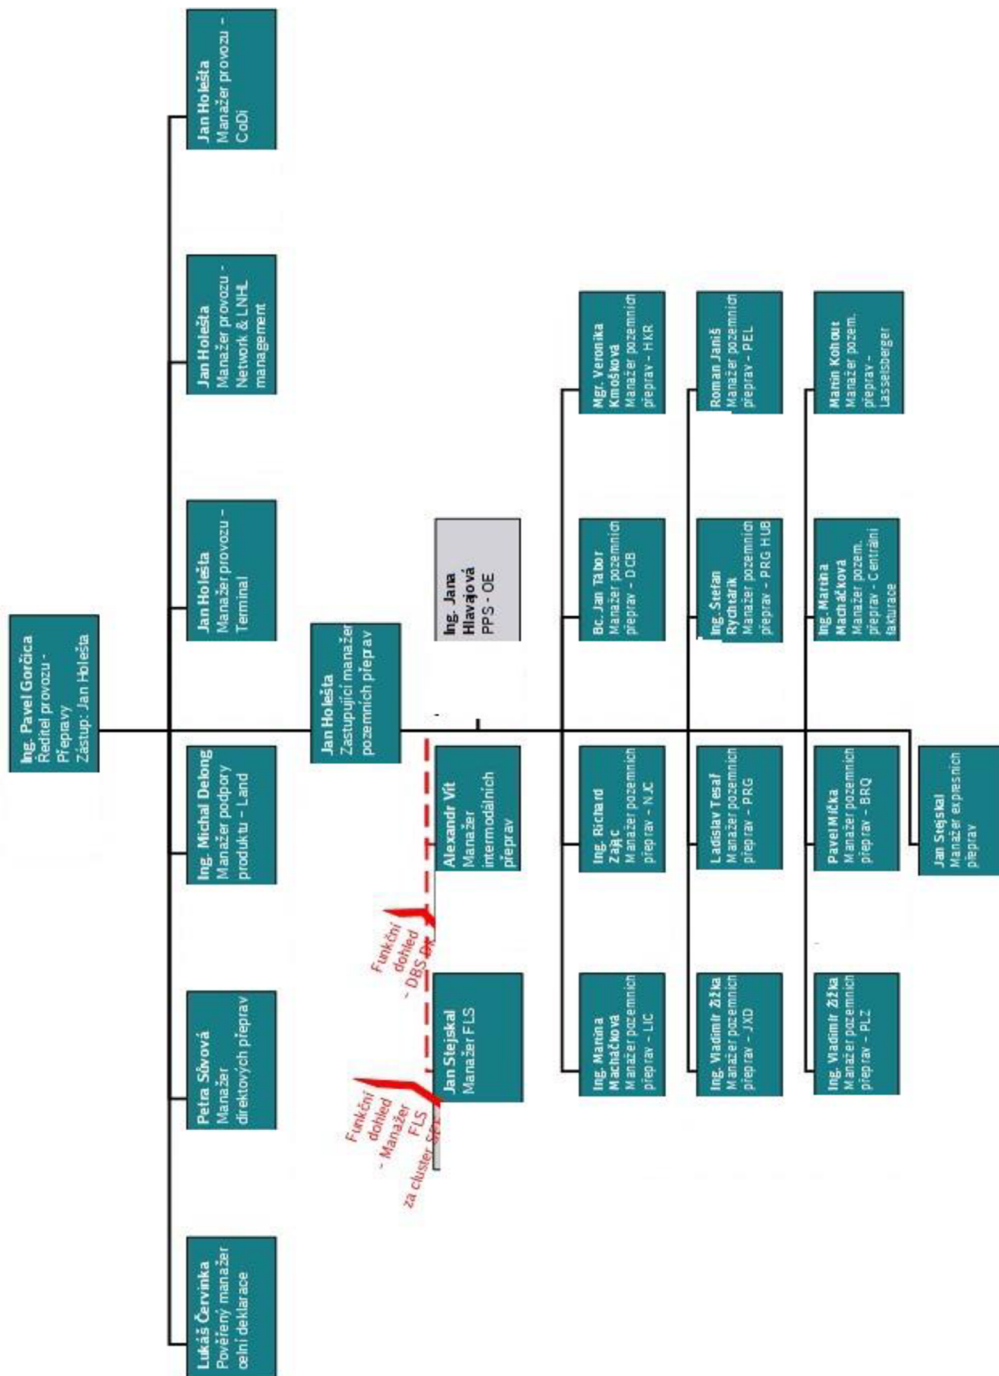 Ing. Pavel Gorčica
Ředitel provozu -
Přepravy
Zástup: Jan Holešta
Lukáš Červinka
Pověřený manažer
celní deklarace
Petra Sůvová
Manažer
direktových přeprav
Ing. Michal Delong
Manažer podpory
produktu – Land
Jan Holešta
Manažer provozu –
Terminal
Jan Holešta
Manažer provozu –
Network & LNHL
management
Jan Holešta
Manažer provozu –
CoDi
Jan Holešta
Zastupující manažer
pozemních přeprav
Funkční
dohled
- Manažer
FLS
za cluster
Funkční
dohled
- DBS
Jan Stejskal
Manažer FLS
Alexandr Vít
Manažer
intermodálních
přeprav
Ing. Jana
Hlavajová
PPS - OE
Ing. Martina
Macháčková
Manažer pozemních
přeprav – LIC
Ing. Richard
Zajíc
Manažer pozemních
přeprav – NJC
Bc. Jan Tábor
Manažer pozemních
přeprav – DCB
Mgr. Veronika
Kmošková
Manažer pozemních
přeprav – HKR
Ing. Vladimír Žižka
Manažer pozemních
přeprav – JXD
Ladislav Tesař
Manažer pozemních
přeprav – PRG
Ing. Štefan
Rychtárik
Manažer pozemních
přeprav – PRG HUB
Roman Janiš
Manažer pozemních
přeprav – PEL
Ing. Vladimír Žižka
Manažer pozemních
přeprav – PLZ
Pavel Míčka
Manažer pozemních
přeprav – BRQ
Ing. Martina
Macháčková
Manažer pozem.
přeprav - Centrální
fakturace
Martin Kohout
Manažer pozem.
přeprav –
Lasselsberger
Jan Stejskal
Manažer expresních
přeprav